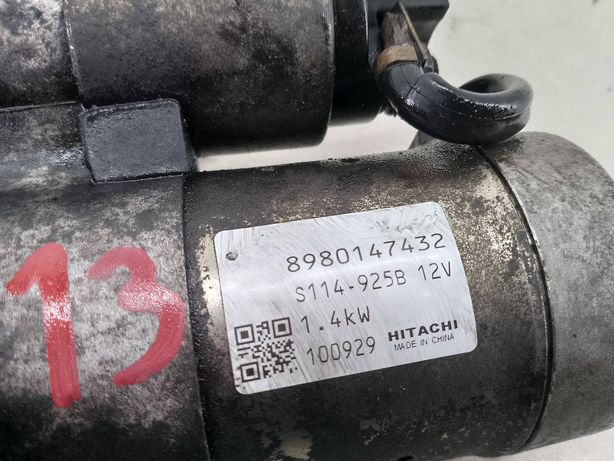 13
8980147432
S114-925B 12V
1.4kW
100929 HITACHI
MADE IN CHINA